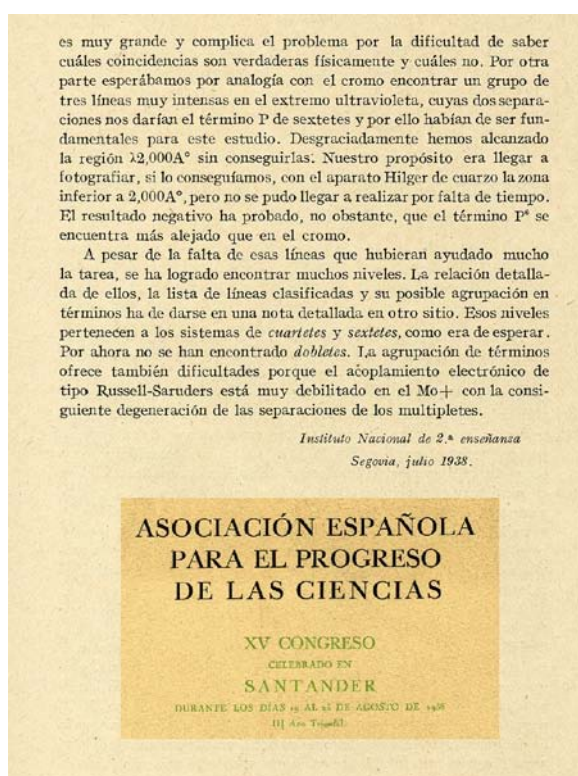 es muy grande y complica el problema por la dificultad de saber
cuáles coincidencias son verdaderas físicamente y cuáles no. Por otra
parte esperábamos por analogía con el cromo encontrar un grupo de
tres líneas muy intensas en el extremo ultravioleta, cuyas dos separa-
ciones nos darían el término P de sextetes y por ello habían de ser fun-
damentales para este estudio. Desgraciadamente hemos alcanzado
la región λ2,000A° sin conseguirlas. Nuestro propósito era llegar a
fotografiar, si lo conseguíamos, con el aparato Hilger de cuarzo la zona
inferior a 2,000A°, pero no se pudo llegar a realizar por falta de tiempo.
El resultado negativo ha probado, no obstante, que el término P⁶ se
encuentra más alejado que en el cromo.
A pesar de la falta de esas líneas que hubieran ayudado mucho
la tarea, se ha logrado encontrar muchos niveles. La relación detalla-
da de ellos, la lista de líneas clasificadas y su posible agrupación en
términos ha de darse en una nota detallada en otro sitio. Esos niveles
pertenecen a los sistemas de cuartetes y sextetes, como era de esperar.
Por ahora no se han encontrado dobletes. La agrupación de términos
ofrece también dificultades porque el acoplamiento electrónico de
tipo Russell-Saruders está muy debilitado en el Mo+ con la consi-
guiente degeneración de las separaciones de los multipletes.
Instituto Nacional de 2.ª enseñanza
Segovia, julio 1938.
ASOCIACIÓN ESPAÑOLA
PARA EL PROGRESO
DE LAS CIENCIAS
XV CONGRESO
CELEBRADO EN
SANTANDER
DURANTE LOS DÍAS 19 AL 25 DE AGOSTO DE 1938
II Año Triunfal.